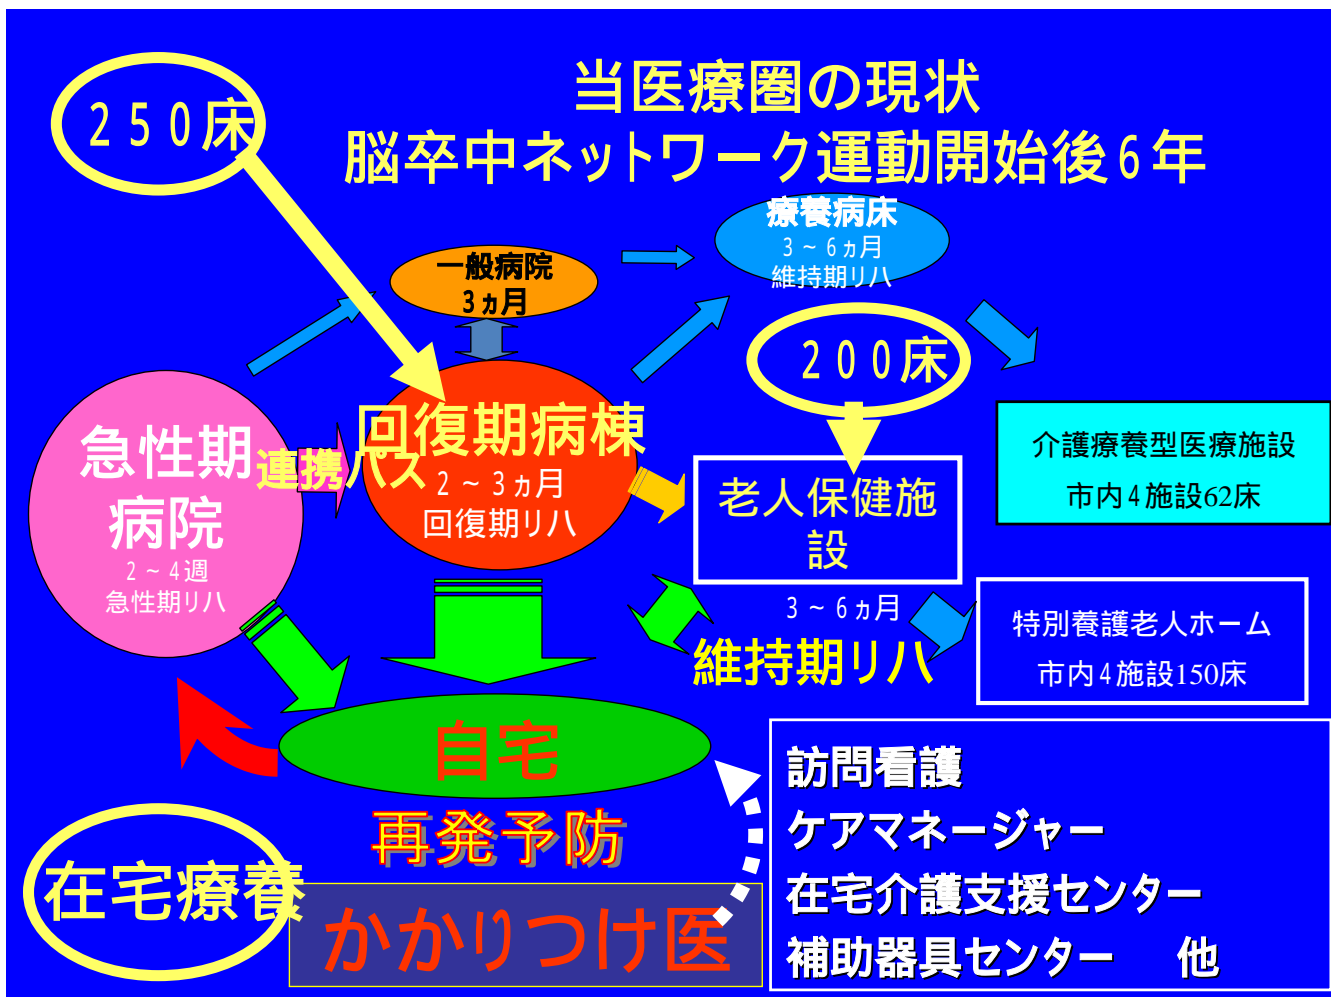 当医療圏の現状
脳卒中ネットワーク運動開始後6年
250床
療養病床
3～6ヵ月
維持期リハ
一般病院
3ヵ月
200床
急性期
病院
2～4週
急性期リハ
連携パス
回復期病棟
2～3ヵ月
回復期リハ
老人保健施
設
3～6ヵ月
維持期リハ
介護療養型医療施設
市内4施設62床
特別養護老人ホーム
市内4施設150床
自宅
再発予防
在宅療養
かかりつけ医
訪問看護
ケアマネージャー
在宅介護支援センター
補助器具センター　他